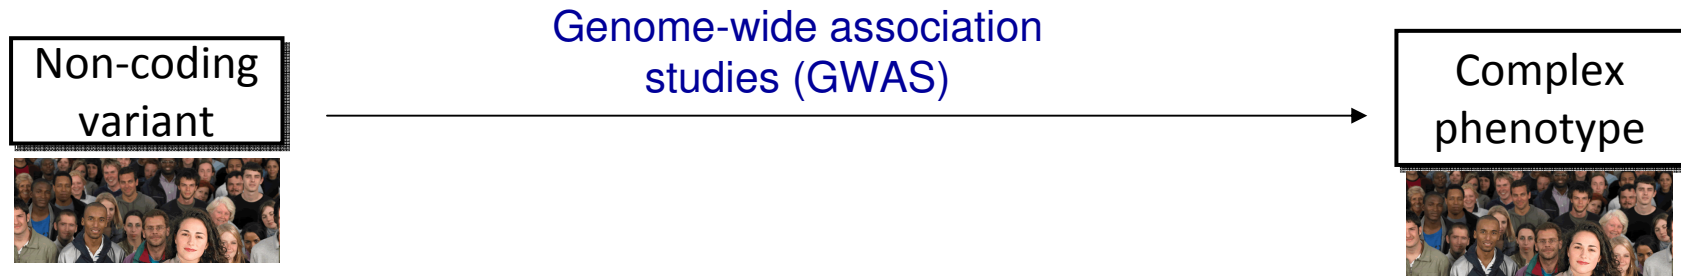 Non-coding
variant
Genome-wide association
studies (GWAS)
Complex
phenotype